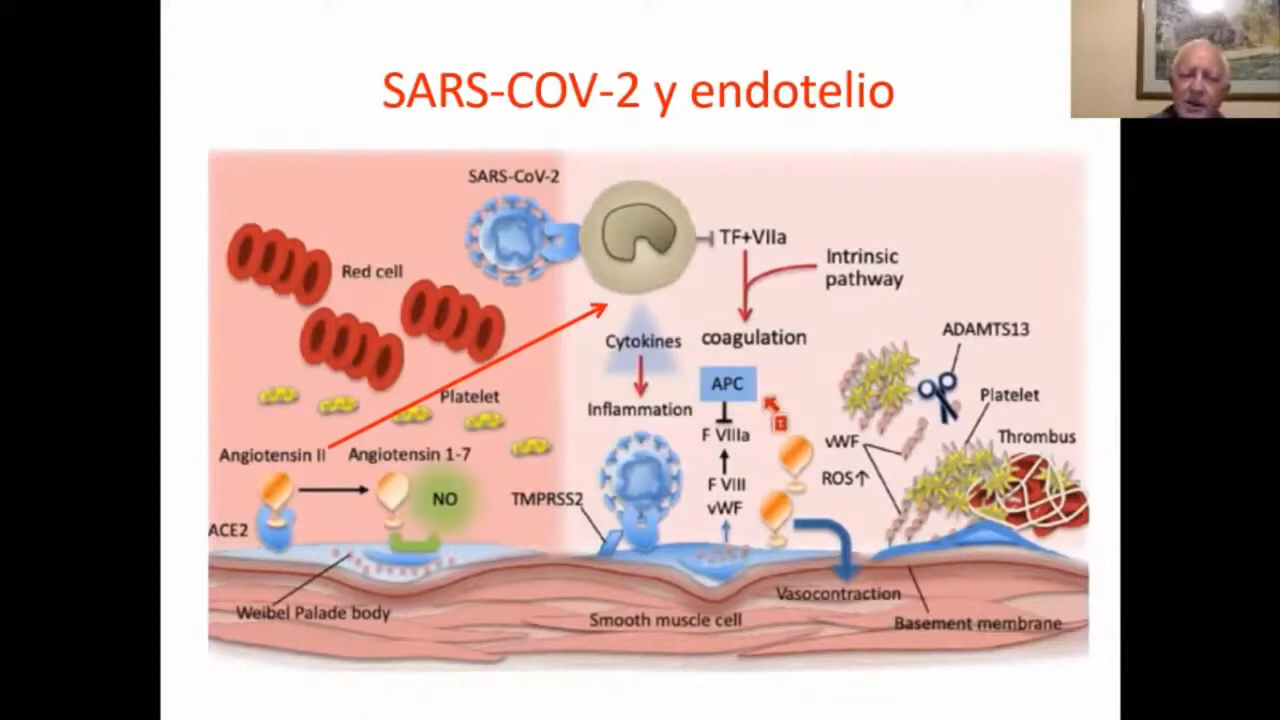 SARS-COV-2 y endotelio
SARS-CoV-2
TF+VIIa
Intrinsic
pathway
Red cell
Cytokines
coagulation
ADAMTS13
APC
Platelet
Inflammation
Platelet
F VIIIa
vWF
Thrombus
Angiotensin II
Angiotensin 1-7
ROS↑
F VIII
NO
TMPRSS2
vWF
ACE2
Vasocontraction
Weibel Palade body
Smooth muscle cell
Basement membrane